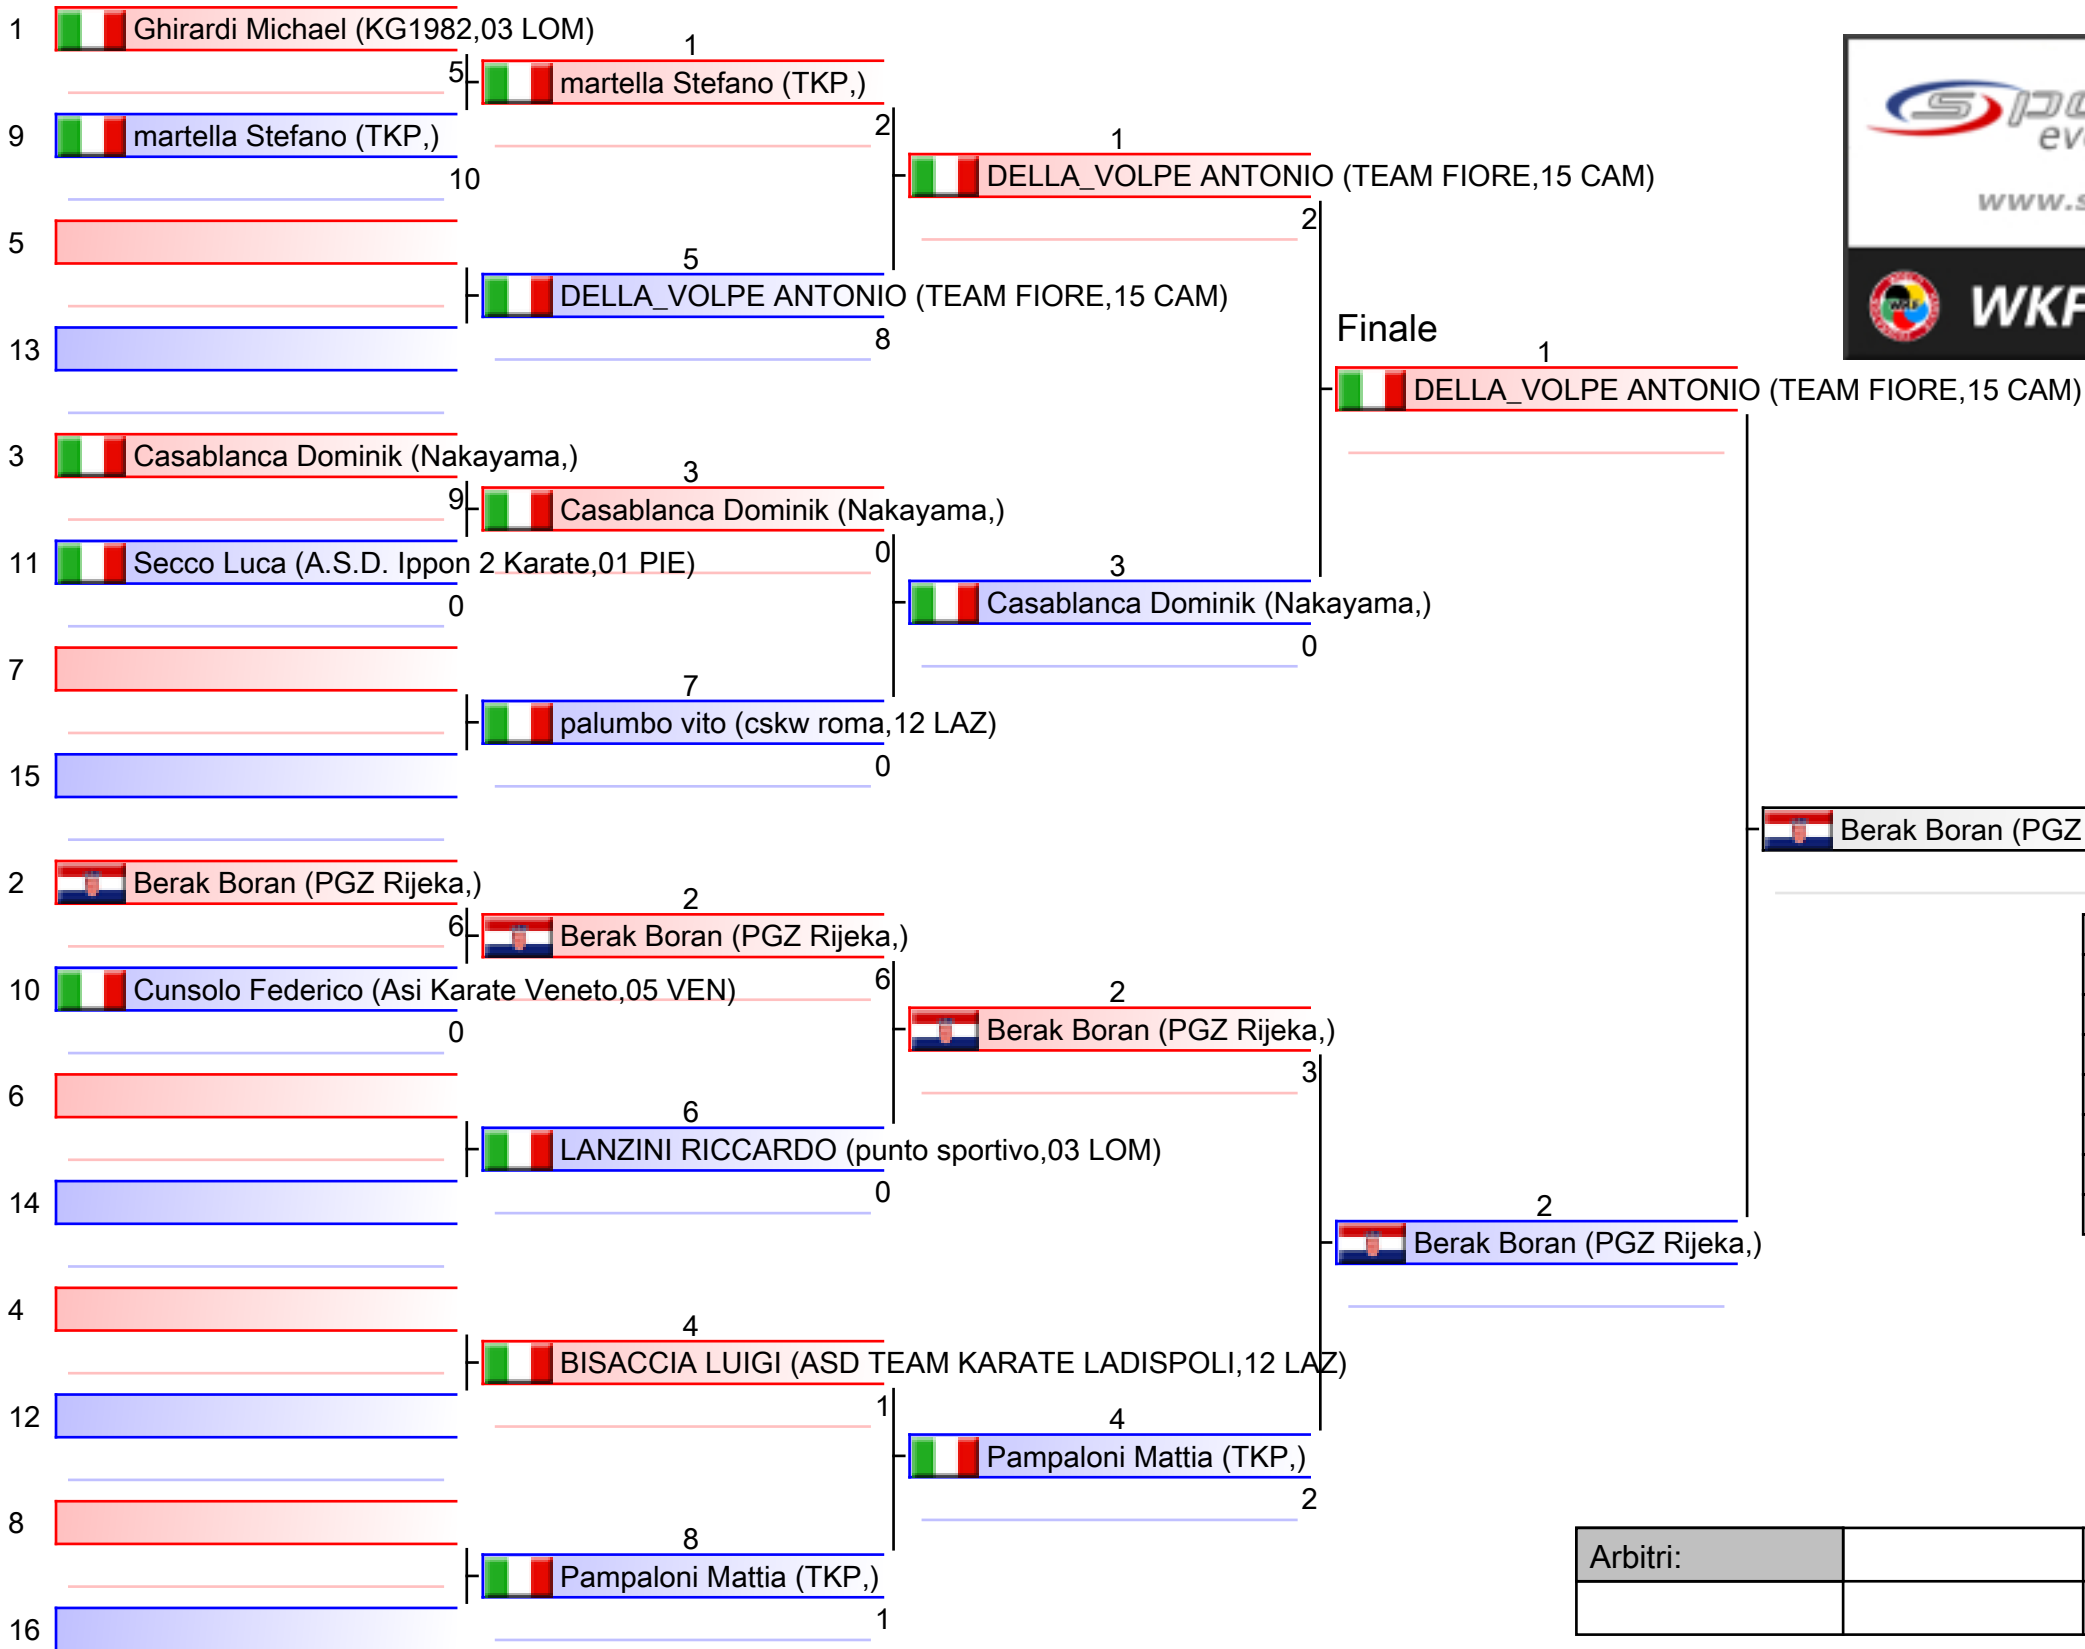 1 Ghirardi Michael (KG1982,03 LOM)
5
1
martella Stefano (TKP,)
2
9 martella Stefano (TKP,)
10
1
DELLA_VOLPE ANTONIO (TEAM FIORE,15 CAM)
2
5
5
DELLA_VOLPE ANTONIO (TEAM FIORE,15 CAM)
8
13
Finale
1
DELLA_VOLPE ANTONIO (TEAM FIORE,15 CAM)
3 Casablanca Dominik (Nakayama,)
9
3
Casablanca Dominik (Nakayama,)
0
11 Secco Luca (A.S.D. Ippon 2 Karate,01 PIE)
0
3
Casablanca Dominik (Nakayama,)
0
7
7
palumbo vito (cskw roma,12 LAZ)
0
15
Berak Boran (PGZ
2 Berak Boran (PGZ Rijeka,)
6
2
Berak Boran (PGZ Rijeka,)
6
10 Cunsolo Federico (Asi Karate Veneto,05 VEN)
0
2
Berak Boran (PGZ Rijeka,)
3
6
6
LANZINI RICCARDO (punto sportivo,03 LOM)
0
14
2
Berak Boran (PGZ Rijeka,)
4
4
BISACCIA LUIGI (ASD TEAM KARATE LADISPOLI,12 LAZ)
1
12
4
Pampaloni Mattia (TKP,)
2
8
8
Pampaloni Mattia (TKP,)
1
16
Arbitri:
www.s
WKF